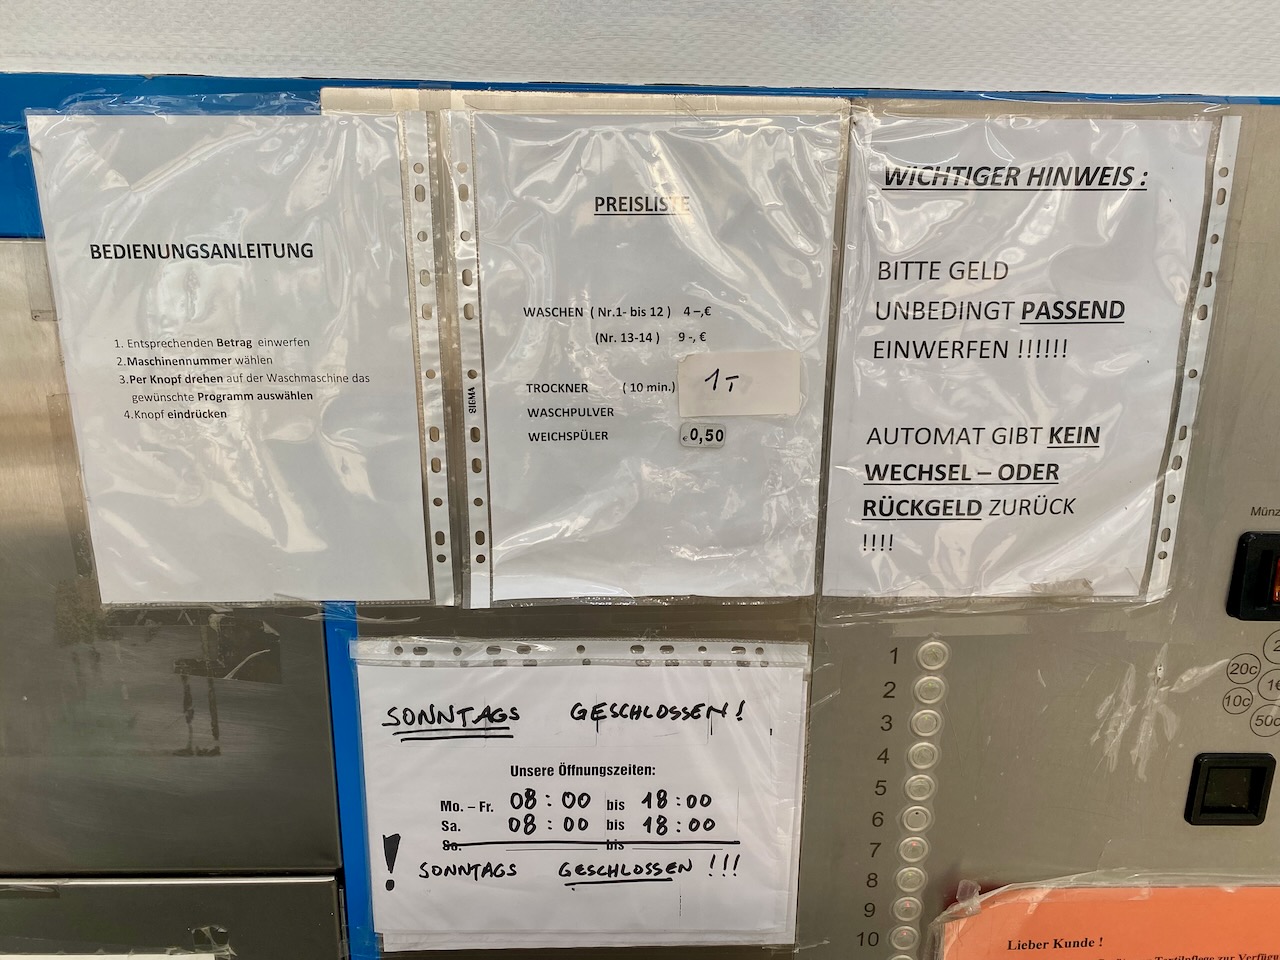 BEDIENUNGSANLEITUNG
1. Entsprechenden Betrag einwerfen
2.Maschinennummer wählen
3.Per Knopf drehen auf der Waschmaschine das
gewünschte Programm auswählen
4.Knopf eindrücken
SIGMA
PREISLISTE
WASCHEN ( Nr.1- bis 12 ) 4 –,€
(Nr. 13-14 ) 9 -, €
TROCKNER ( 10 min.) 1,-
WASCHPULVER
WEICHSPÜLER € 0,50
WICHTIGER HINWEIS :
BITTE GELD
UNBEDINGT PASSEND
EINWERFEN !!!!!!
AUTOMAT GIBT KEIN
WECHSEL – ODER
RÜCKGELD ZURÜCK
!!!!
SONNTAGS GESCHLOSSEN!
Unsere Öffnungszeiten:
Mo. – Fr. 08:00 bis 18:00
Sa. 08:00 bis 18:00
So. bis
! SONNTAGS GESCHLOSSEN !!!
1
2
3
4
5
6
7
8
9
10
20c
10c
50c
Lieber Kunde !